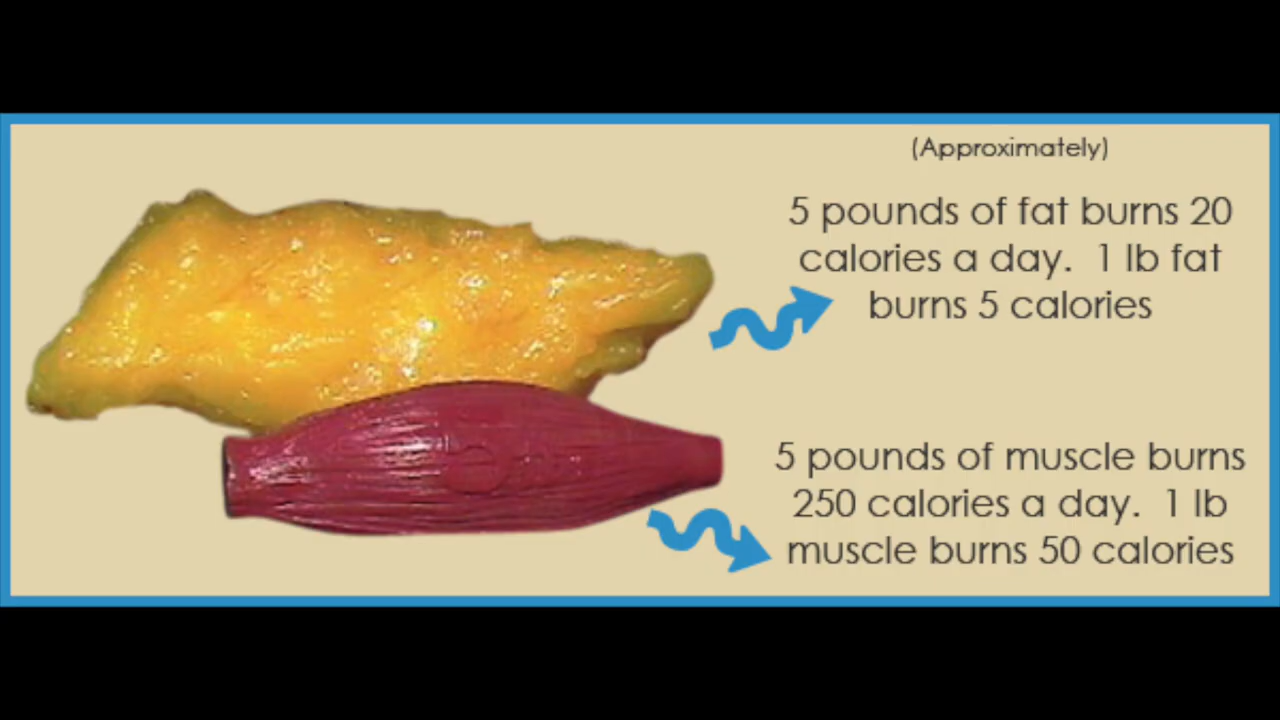 (Approximately)
5 pounds of fat burns 20
calories a day.  1 lb fat
burns 5 calories
5 pounds of muscle burns
250 calories a day.  1 lb
muscle burns 50 calories